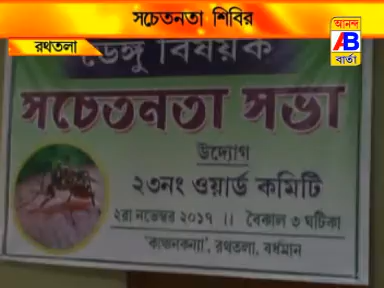 সচেতনতা শিবির
রথতলা
আনন্দ
AB
বার্তা
ডেঙ্গু বিষয়ক
সচেতনতা সভা
উদ্যোগ
২৩নং ওয়ার্ড কমিটি
২রা নভেম্বর ২০১৭ ।। বৈকাল ৩ ঘটিকা
'কাঞ্চনকন্যা', রথতলা, বর্ধমান